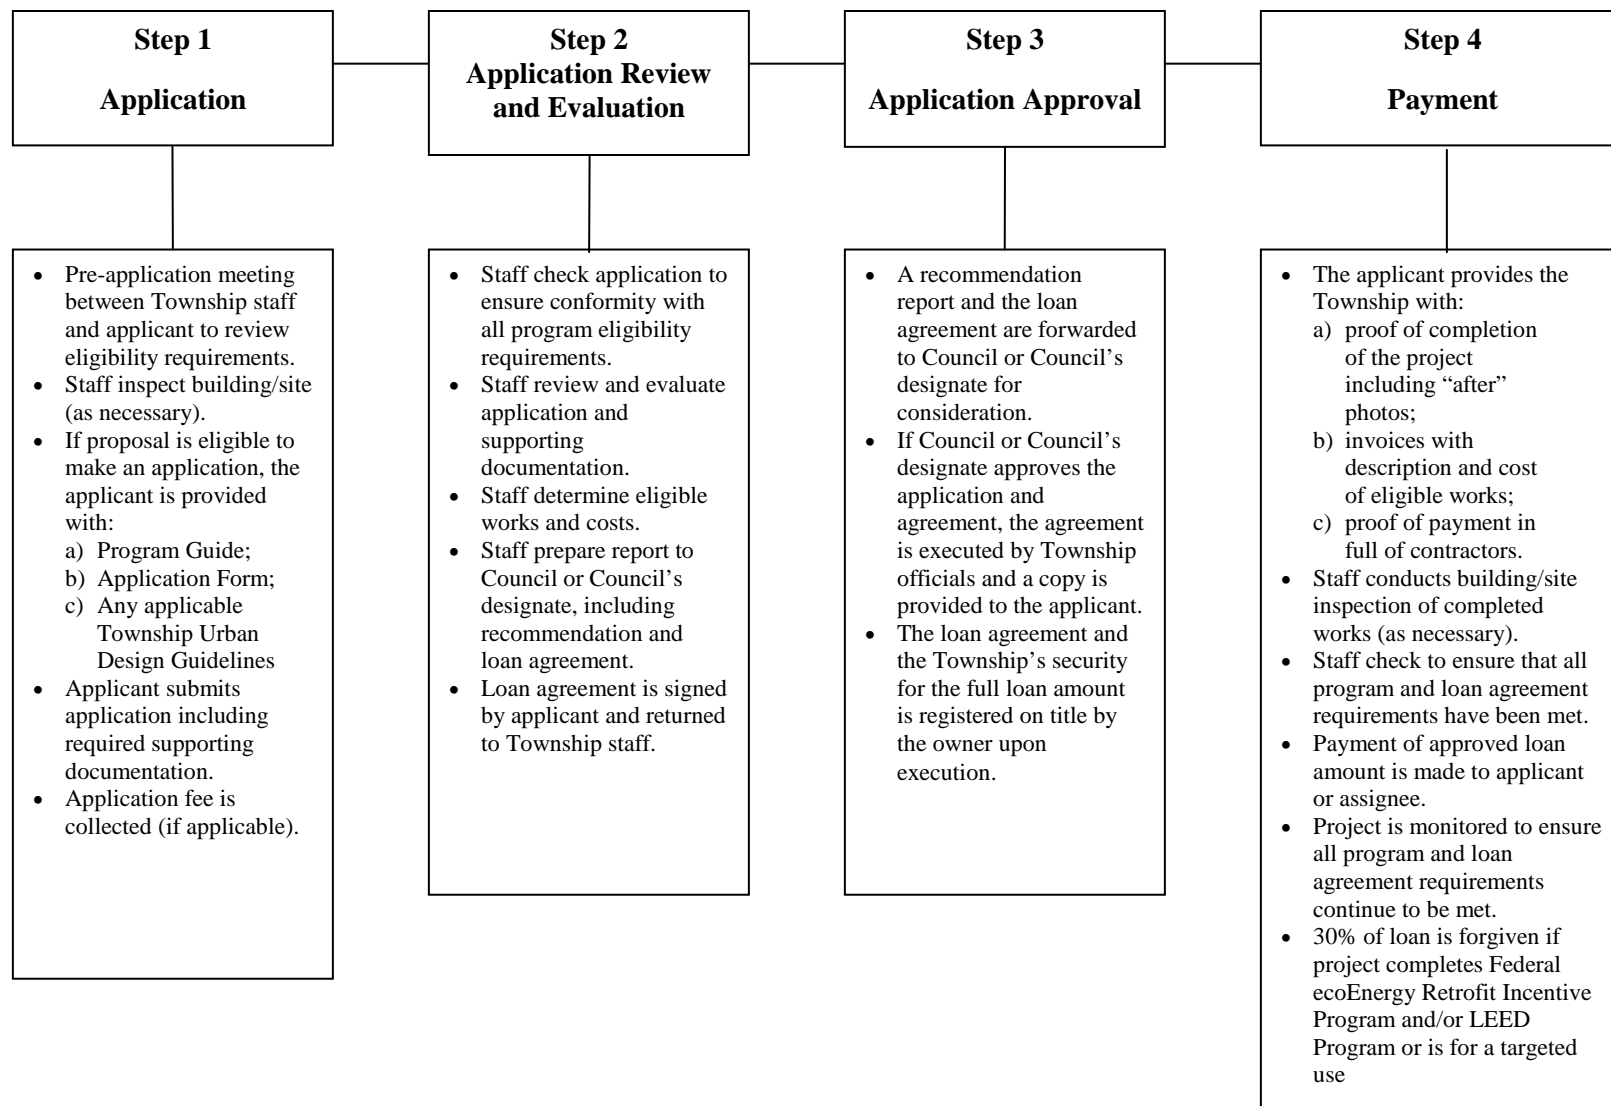 Step 1
Application
Step 2
Application Review
and Evaluation
Step 3
Application Approval
Step 4
Payment
• Pre-application meeting
between Township staff
and applicant to review
eligibility requirements.
• Staff inspect building/site
(as necessary).
• If proposal is eligible to
make an application, the
applicant is provided
with:
a) Program Guide;
b) Application Form;
c) Any applicable
Township Urban
Design Guidelines
• Applicant submits
application including
required supporting
documentation.
• Application fee is
collected (if applicable).
• Staff check application to
ensure conformity with
all program eligibility
requirements.
• Staff review and evaluate
application and
supporting
documentation.
• Staff determine eligible
works and costs.
• Staff prepare report to
Council or Council’s
designate, including
recommendation and
loan agreement.
• Loan agreement is signed
by applicant and returned
to Township staff.
• A recommendation
report and the loan
agreement are forwarded
to Council or Council’s
designate for
consideration.
• If Council or Council’s
designate approves the
application and
agreement, the agreement
is executed by Township
officials and a copy is
provided to the applicant.
• The loan agreement and
the Township’s security
for the full loan amount
is registered on title by
the owner upon
execution.
• The applicant provides the
Township with:
a) proof of completion
of the project
including “after”
photos;
b) invoices with
description and cost
of eligible works;
c) proof of payment in
full of contractors.
• Staff conducts building/site
inspection of completed
works (as necessary).
• Staff check to ensure that all
program and loan agreement
requirements have been met.
• Payment of approved loan
amount is made to applicant
or assignee.
• Project is monitored to ensure
all program and loan
agreement requirements
continue to be met.
• 30% of loan is forgiven if
project completes Federal
ecoEnergy Retrofit Incentive
Program and/or LEED
Program or is for a targeted
use